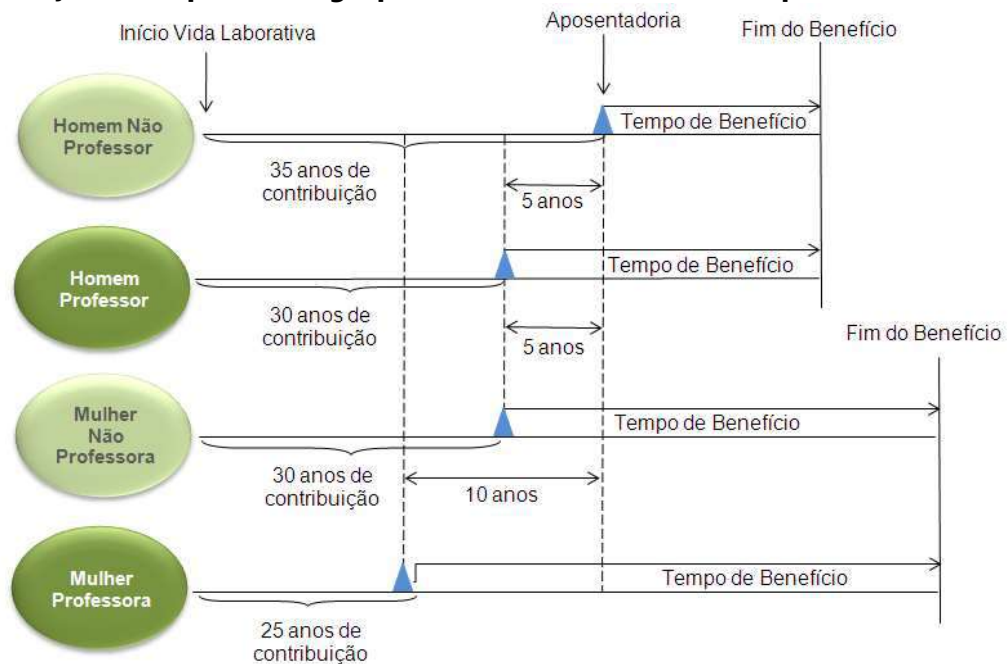 Início Vida Laborativa
Aposentadoria
Fim do Benefício
Homem Não
Professor
Tempo de Benefício
35 anos de
contribuição
5 anos
Homem
Professor
Tempo de Benefício
30 anos de
contribuição
5 anos
Fim do Benefício
Mulher
Não
Professora
Tempo de Benefício
30 anos de
contribuição
10 anos
Mulher
Professora
Tempo de Benefício
25 anos de
contribuição